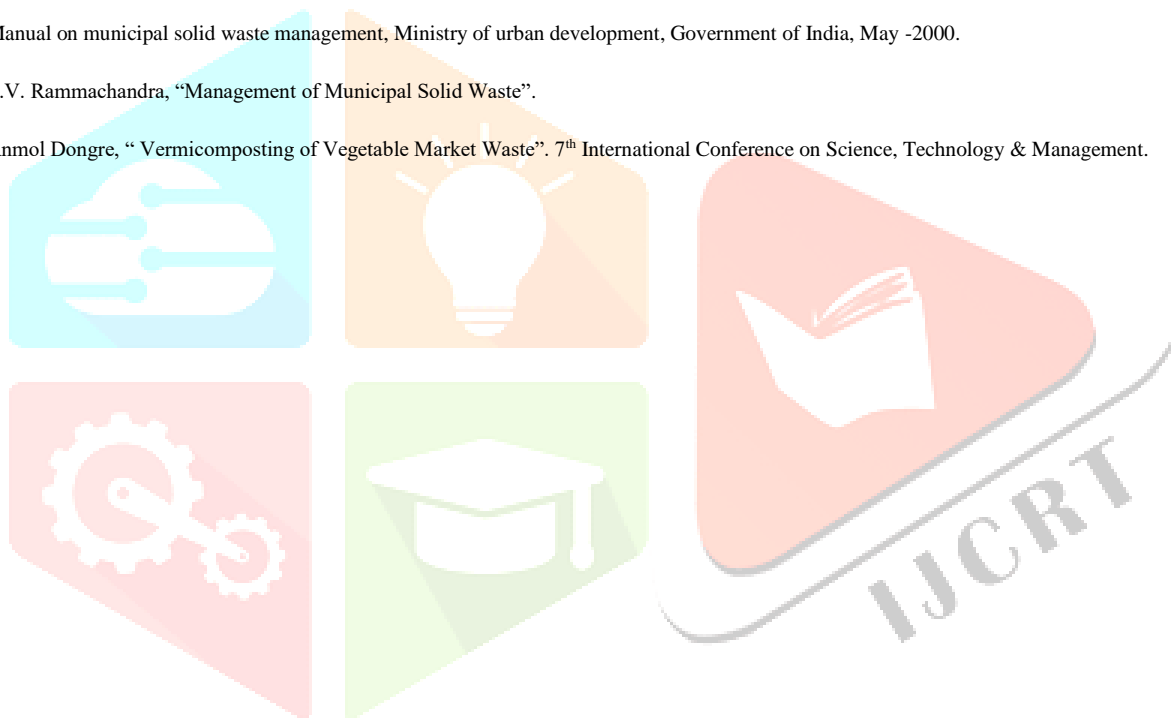 Manual on municipal solid waste management, Ministry of urban development, Government of India, May -2000.
.V. Rammachandra, “Management of Municipal Solid Waste”.
nmol Dongre, “ Vermicomposting of Vegetable Market Waste”. 7th International Conference on Science, Technology & Management.
IJCRT